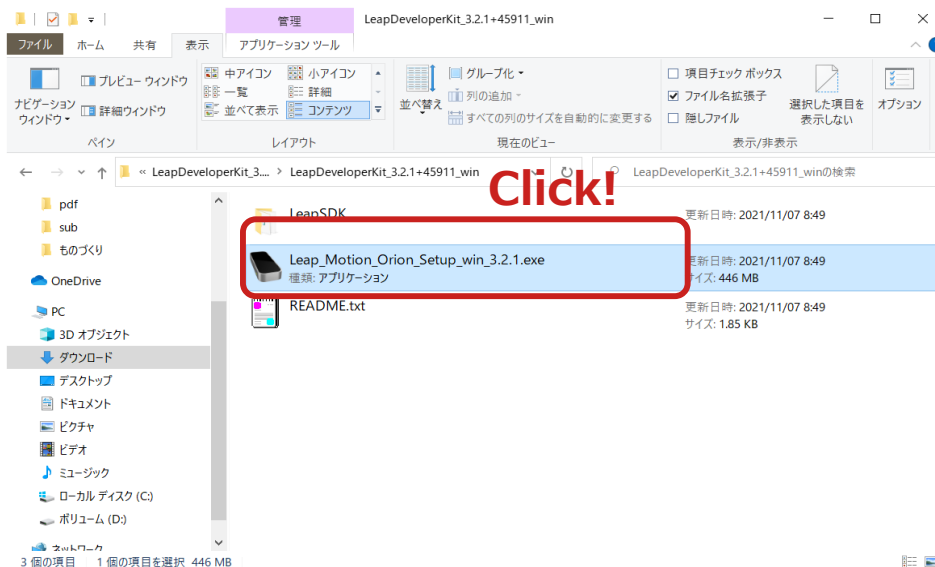 管理
LeapDeveloperKit_3.2.1+45911_win
ファイル
ホーム
共有
表示
アプリケーション ツール
ナビゲーション
ウィンドウ
プレビュー ウィンドウ
詳細ウィンドウ
ペイン
中アイコン
小アイコン
一覧
詳細
並べて表示
コンテンツ
レイアウト
並べ替え
グループ化
列の追加
すべての列のサイズを自動的に変更する
現在のビュー
項目チェック ボックス
ファイル名拡張子
隠しファイル
選択した項目を
表示しない
表示/非表示
オプション
« LeapDeveloperKit_3.... > LeapDeveloperKit_3.2.1+45911_win
LeapDeveloperKit_3.2.1+45911_winの検索
Click!
pdf
sub
ものづくり
OneDrive
PC
3D オブジェクト
ダウンロード
デスクトップ
ドキュメント
ピクチャ
ビデオ
ミュージック
ローカル ディスク (C:)
ボリューム (D:)
ネットワーク
LeapSDK
更新日時: 2021/11/07 8:49
Leap_Motion_Orion_Setup_win_3.2.1.exe
種類: アプリケーション
更新日時: 2021/11/07 8:49
サイズ: 446 MB
README.txt
更新日時: 2021/11/07 8:49
サイズ: 1.85 KB
3 個の項目
1 個の項目を選択 446 MB